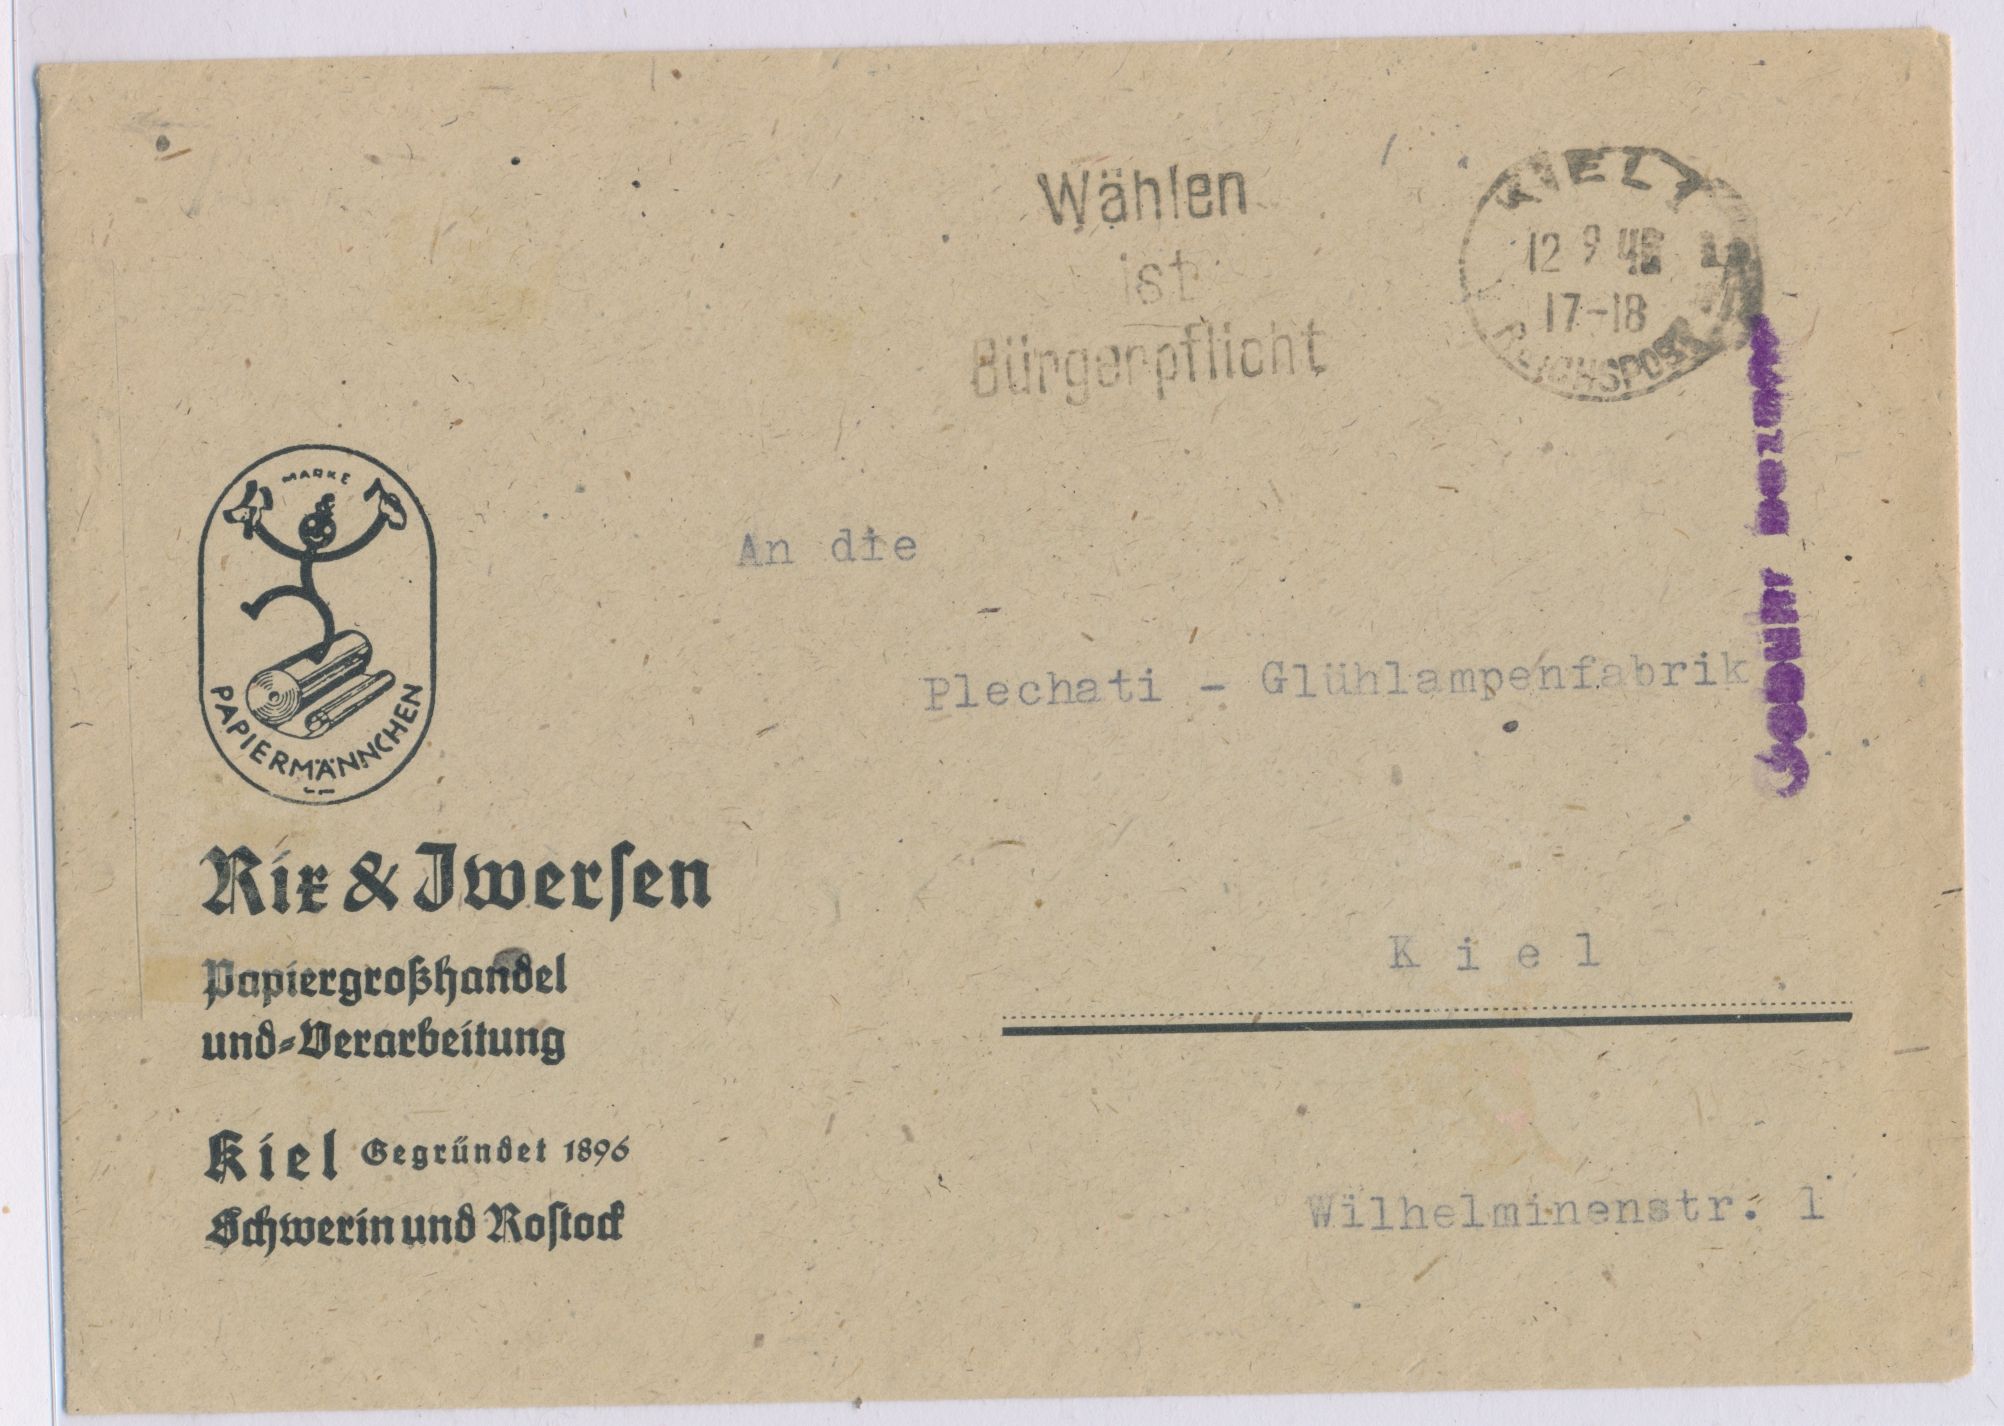 Wählen
ist
Bürgerpflicht
KIEL 1
12 9 46
17-18
REICHSPOST
Gebühr bezahlt
MARKE
PAPIERMÄNNCHEN
An die
Plechati - Glühlampenfabrik
Kiel
Wilhelminenstr. 1
Rix & Iwersen
Papiergroßhandel
und-Verarbeitung
Kiel Gegründet 1896
Schwerin und Rostock